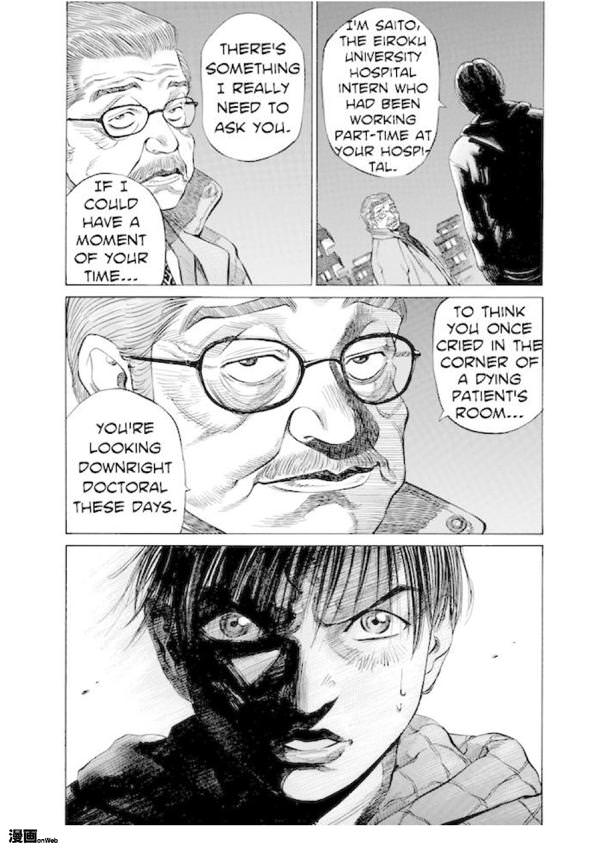 I'M SAITO,
THE EIROKU
UNIVERSITY
HOSPITAL
INTERN WHO
HAD BEEN
WORKING
PART-TIME AT
YOUR HOSPI-
TAL.
THERE'S
SOMETHING
I REALLY
NEED TO
ASK YOU.
IF I
COULD
HAVE A
MOMENT
OF YOUR
TIME...
TO THINK
YOU ONCE
CRIED IN THE
CORNER OF
A DYING
PATIENT'S
ROOM...
YOU'RE
LOOKING
DOWNRIGHT
DOCTORAL
THESE DAYS.
漫画onWeb